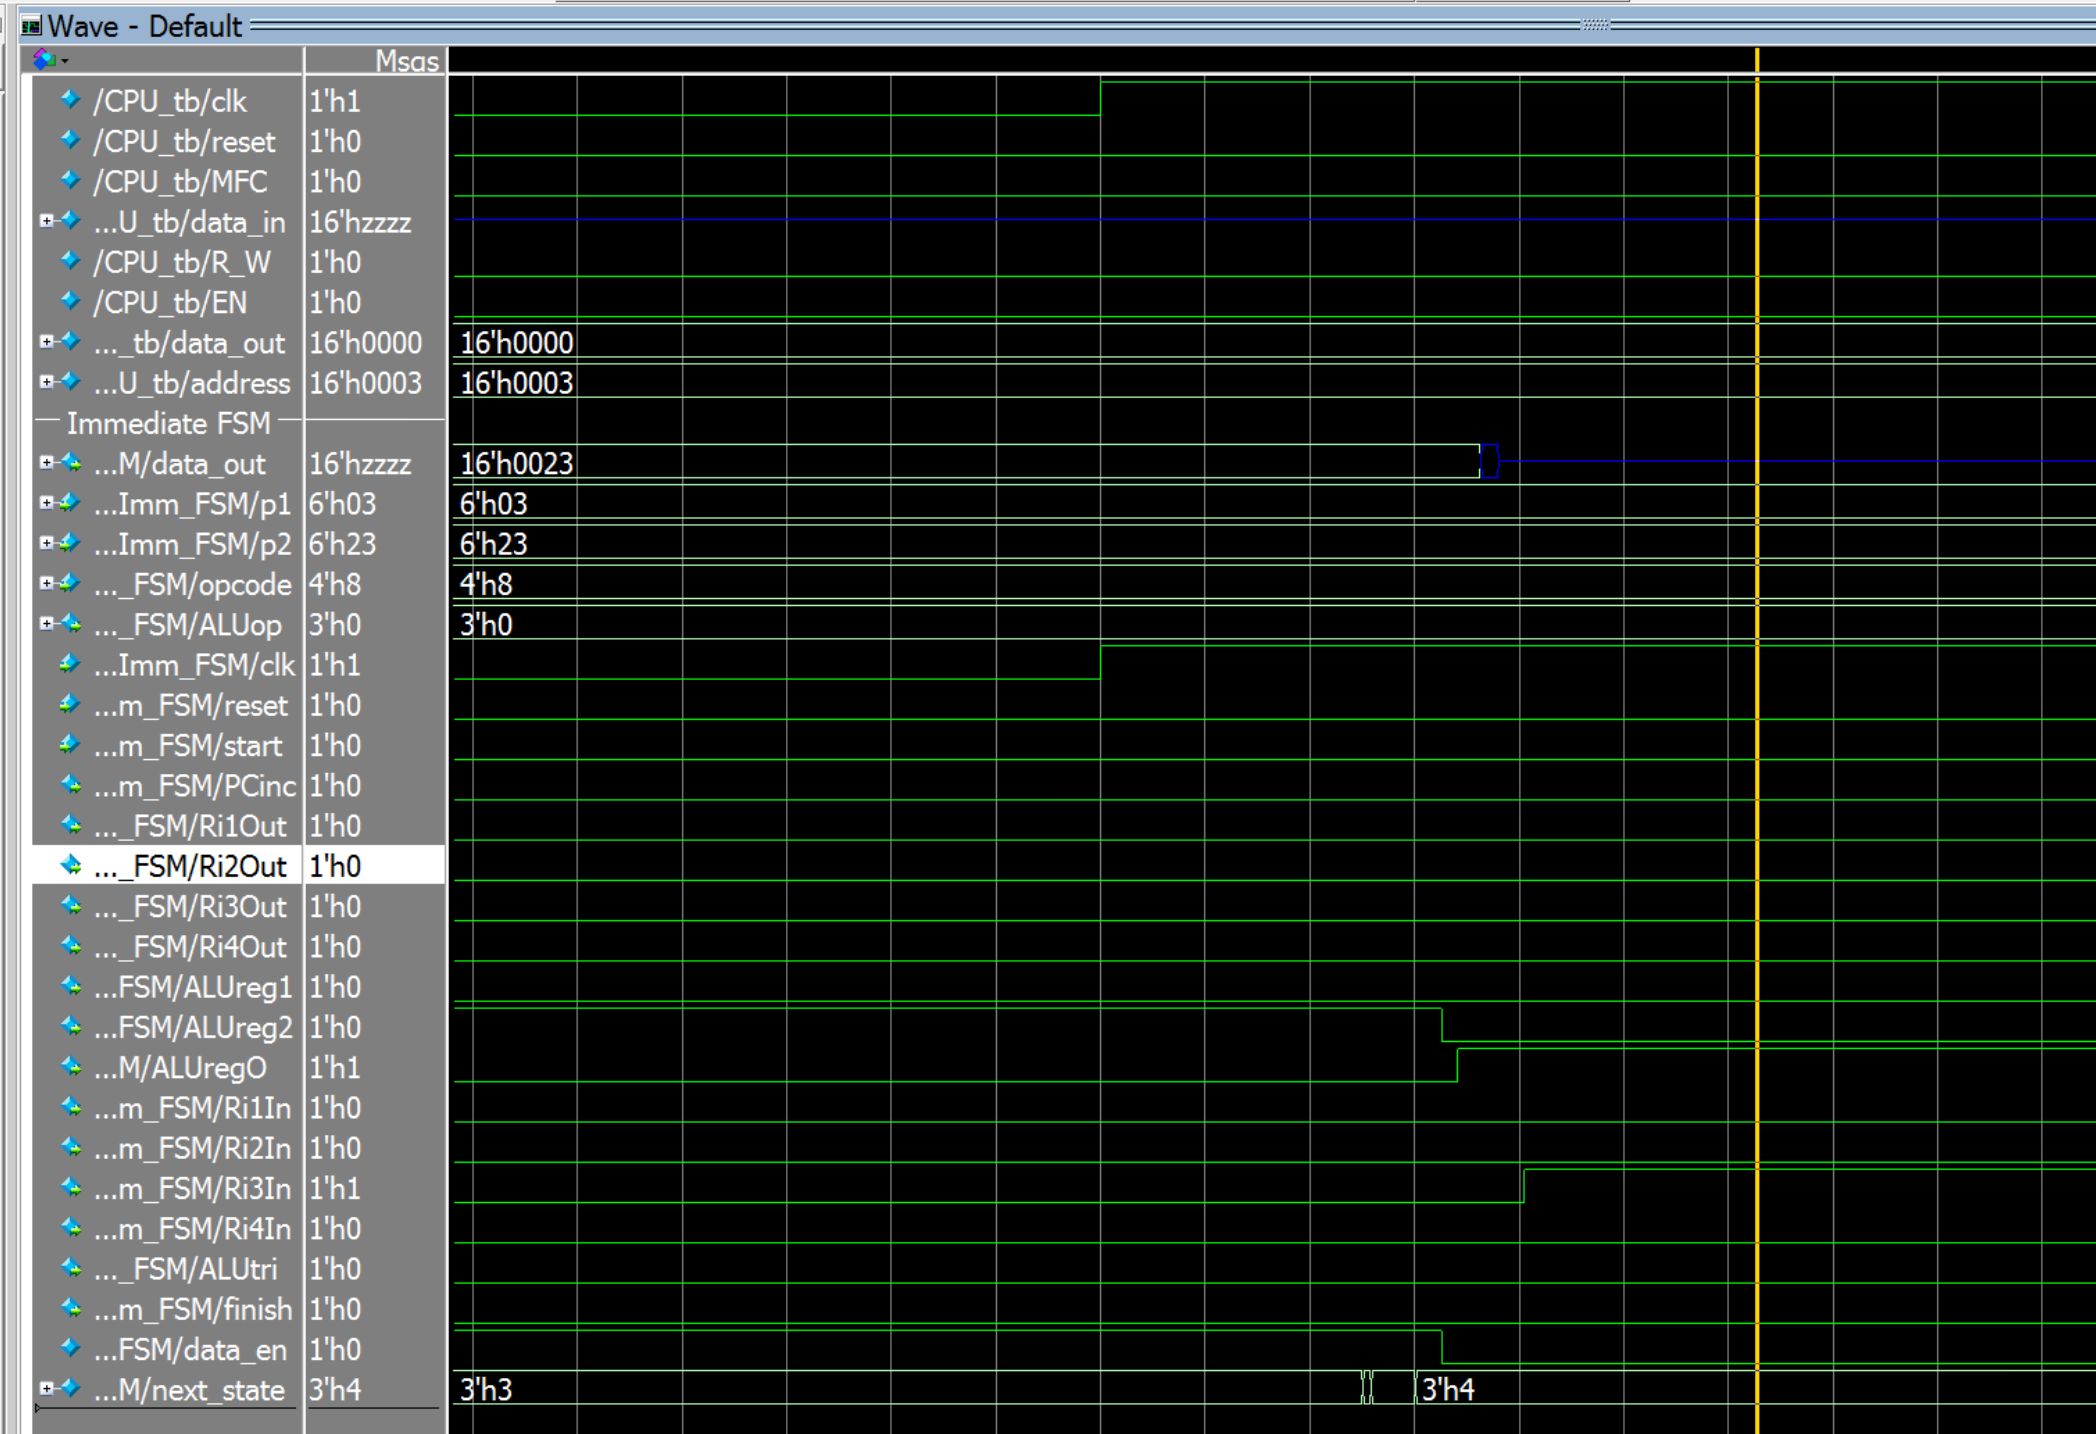 Wave - Default
Msgs
/CPU_tb/clk 1'h1
/CPU_tb/reset 1'h0
/CPU_tb/MFC 1'h0
...U_tb/data_in 16'hzzzz
/CPU_tb/R_W 1'h0
/CPU_tb/EN 1'h0
..._tb/data_out 16'h0000 16'h0000
...U_tb/address 16'h0003 16'h0003
Immediate FSM
...M/data_out 16'hzzzz 16'h0023
...Imm_FSM/p1 6'h03 6'h03
...Imm_FSM/p2 6'h23 6'h23
..._FSM/opcode 4'h8 4'h8
..._FSM/ALUop 3'h0 3'h0
...Imm_FSM/clk 1'h1
...m_FSM/reset 1'h0
...m_FSM/start 1'h0
...m_FSM/PCinc 1'h0
..._FSM/Ri1Out 1'h0
..._FSM/Ri2Out 1'h0
..._FSM/Ri3Out 1'h0
..._FSM/Ri4Out 1'h0
...FSM/ALUreg1 1'h0
...FSM/ALUreg2 1'h0
...M/ALUregO 1'h1
...m_FSM/Ri1In 1'h0
...m_FSM/Ri2In 1'h0
...m_FSM/Ri3In 1'h1
...m_FSM/Ri4In 1'h0
..._FSM/ALUtri 1'h0
...m_FSM/finish 1'h0
...FSM/data_en 1'h0
...M/next_state 3'h4 3'h3 3'h4